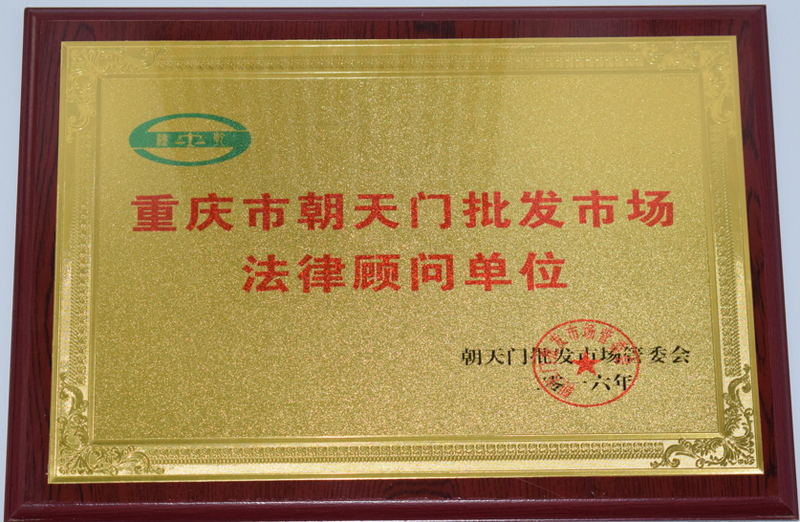 重庆市朝天门批发市场
法律顾问单位
朝天门批发市场管委会
二零一六年